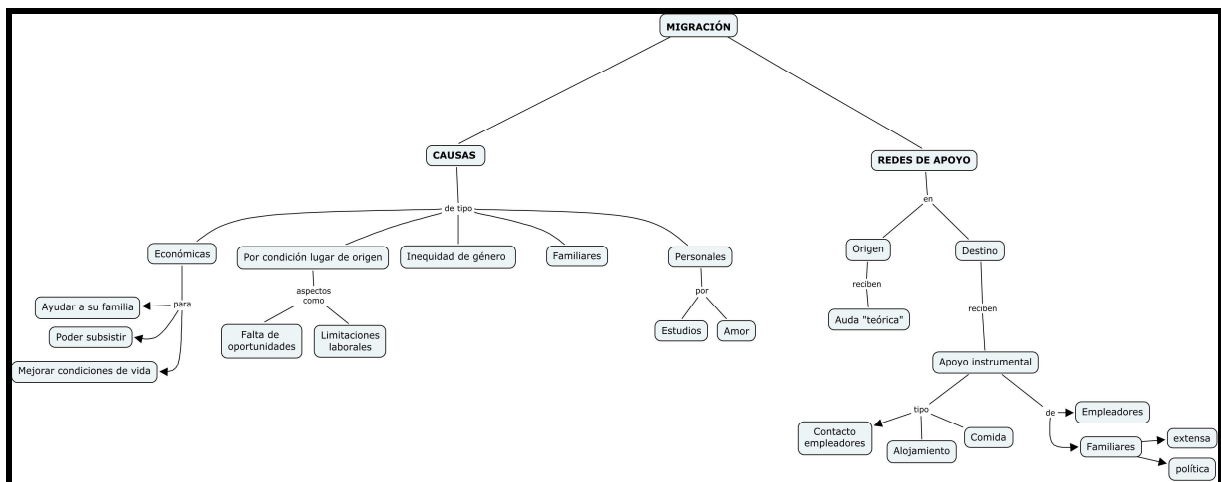 MIGRACIÓN
CAUSAS
REDES DE APOYO
de tipo
en
Económicas
Por condición lugar de origen
Inequidad de género
Familiares
Personales
Origen
Destino
para
aspectos
como
por
reciben
reciben
Ayudar a su familia
Poder subsistir
Mejorar condiciones de vida
Falta de
oportunidades
Limitaciones
laborales
Estudios
Amor
Auda "teórica"
Apoyo instrumental
tipo
de
Contacto
empleadores
Alojamiento
Comida
Empleadores
Familiares
extensa
política